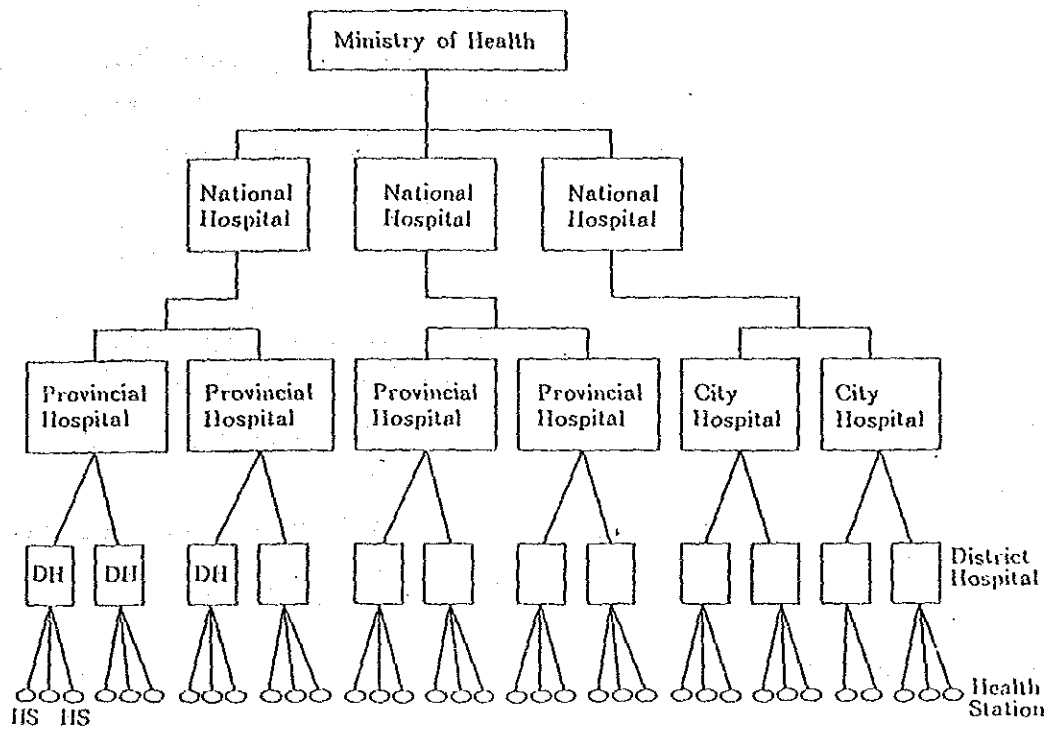 Ministry of Health
National
Hospital
National
Hospital
National
Hospital
Provincial
Hospital
Provincial
Hospital
Provincial
Hospital
Provincial
Hospital
City
Hospital
City
Hospital
DH
DH
DH
District
Hospital
HS HS
Health
Station